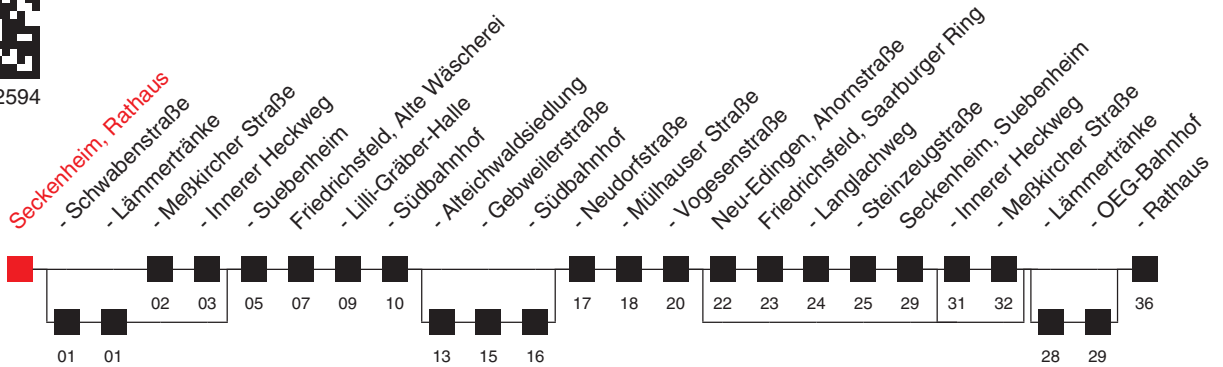 2594
Seckenheim, Rathaus
- Schwabenstraße
- Lämmertränke
- Meßkircher Straße
- Innerer Heckweg
- Suebenheim
Friedrichsfeld, Alte Wäscherei
- Lilli-Gräber-Halle
- Südbahnhof
- Alteichwaldsiedlung
- Gebweilerstraße
- Südbahnhof
- Neudorfstraße
- Mülhauser Straße
- Vogesenstraße
Neu-Edingen, Ahornstraße
Friedrichsfeld, Saarburger Ring
- Langlachweg
- Steinzeugstraße
Seckenheim, Suebenheim
- Innerer Heckweg
- Meßkircher Straße
- Lämmertränke
- OEG-Bahnhof
- Rathaus
02 03 05 07 09 10 17 18 20 22 23 24 25 29 31 32 36
01 01 13 15 16 28 29